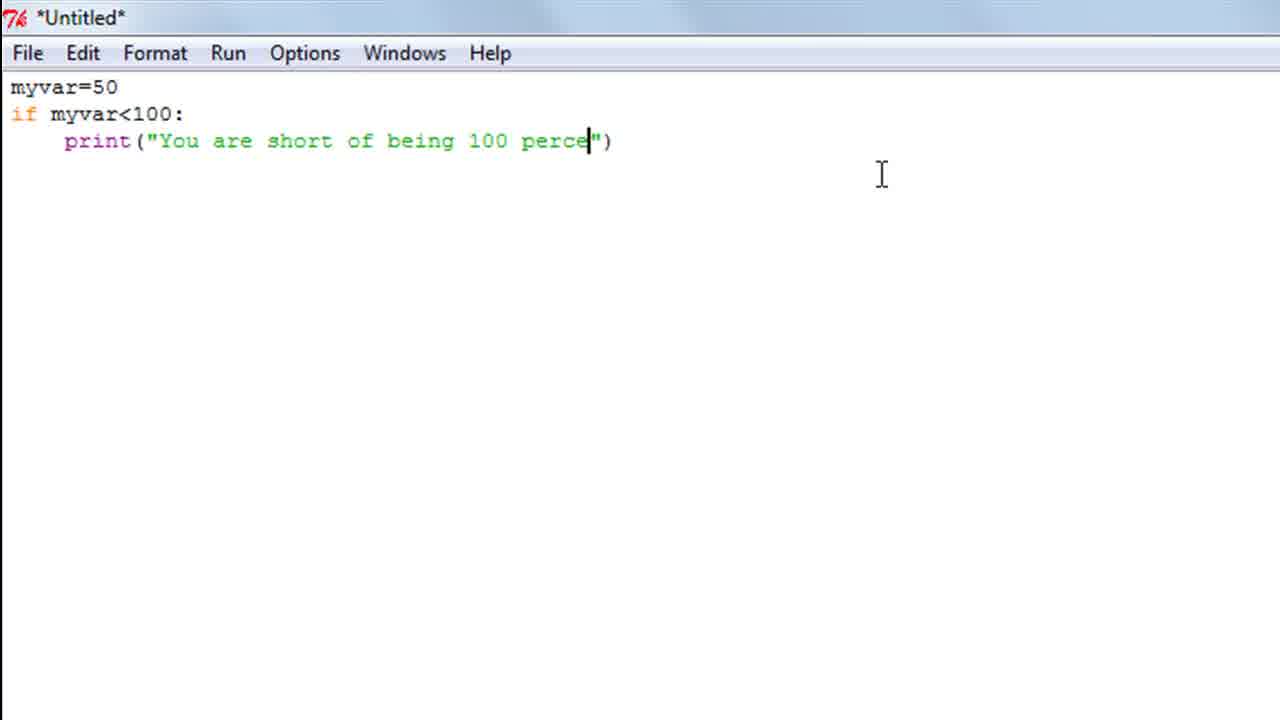 *Untitled*
File Edit Format Run Options Windows Help
myvar=50
if myvar<100:
    print("You are short of being 100 perce")